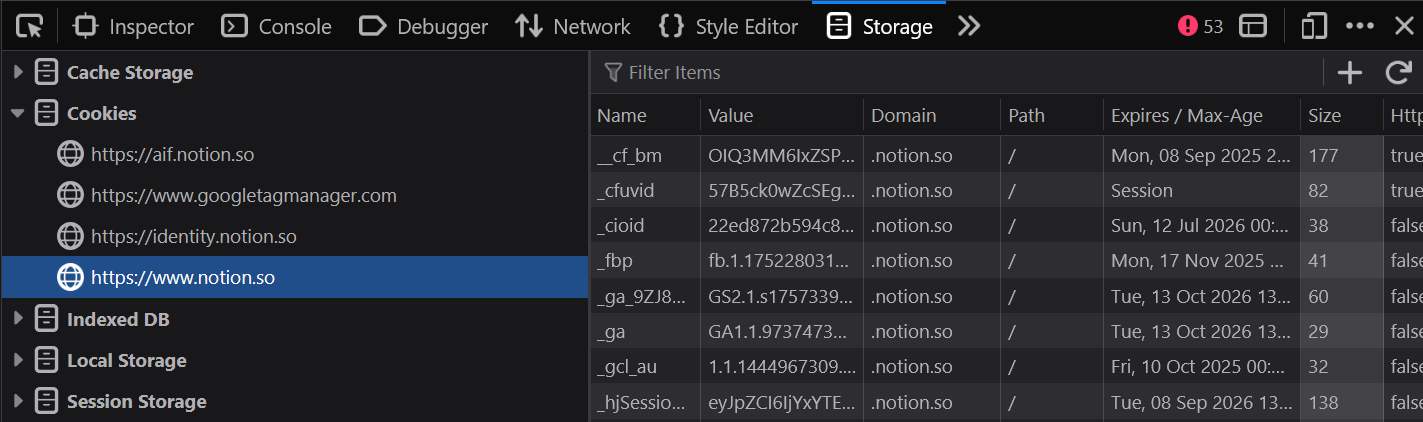 Inspector Console Debugger Network Style Editor Storage 53
Cache Storage
Cookies
https://aif.notion.so
https://www.googletagmanager.com
https://identity.notion.so
https://www.notion.so
Indexed DB
Local Storage
Session Storage
Filter Items
Name Value Domain Path Expires / Max-Age Size Http
__cf_bm OIQ3MM6IxZSP... .notion.so / Mon, 08 Sep 2025 2... 177 true
_cfuvid 57B5ck0wZcSEg... .notion.so / Session 82 true
_cioid 22ed872b594c8... .notion.so / Sun, 12 Jul 2026 00:... 38 false
_fbp fb.1.175228031... .notion.so / Mon, 17 Nov 2025 ... 41 false
_ga_9ZJ8... GS2.1.s1757339... .notion.so / Tue, 13 Oct 2026 13... 60 false
_ga GA1.1.9737473... .notion.so / Tue, 13 Oct 2026 13... 29 false
_gcl_au 1.1.1444967309.... .notion.so / Fri, 10 Oct 2025 00:... 32 false
_hjSessio... eyJpZCI6IjYxYTE... .notion.so / Tue, 08 Sep 2026 13... 138 false